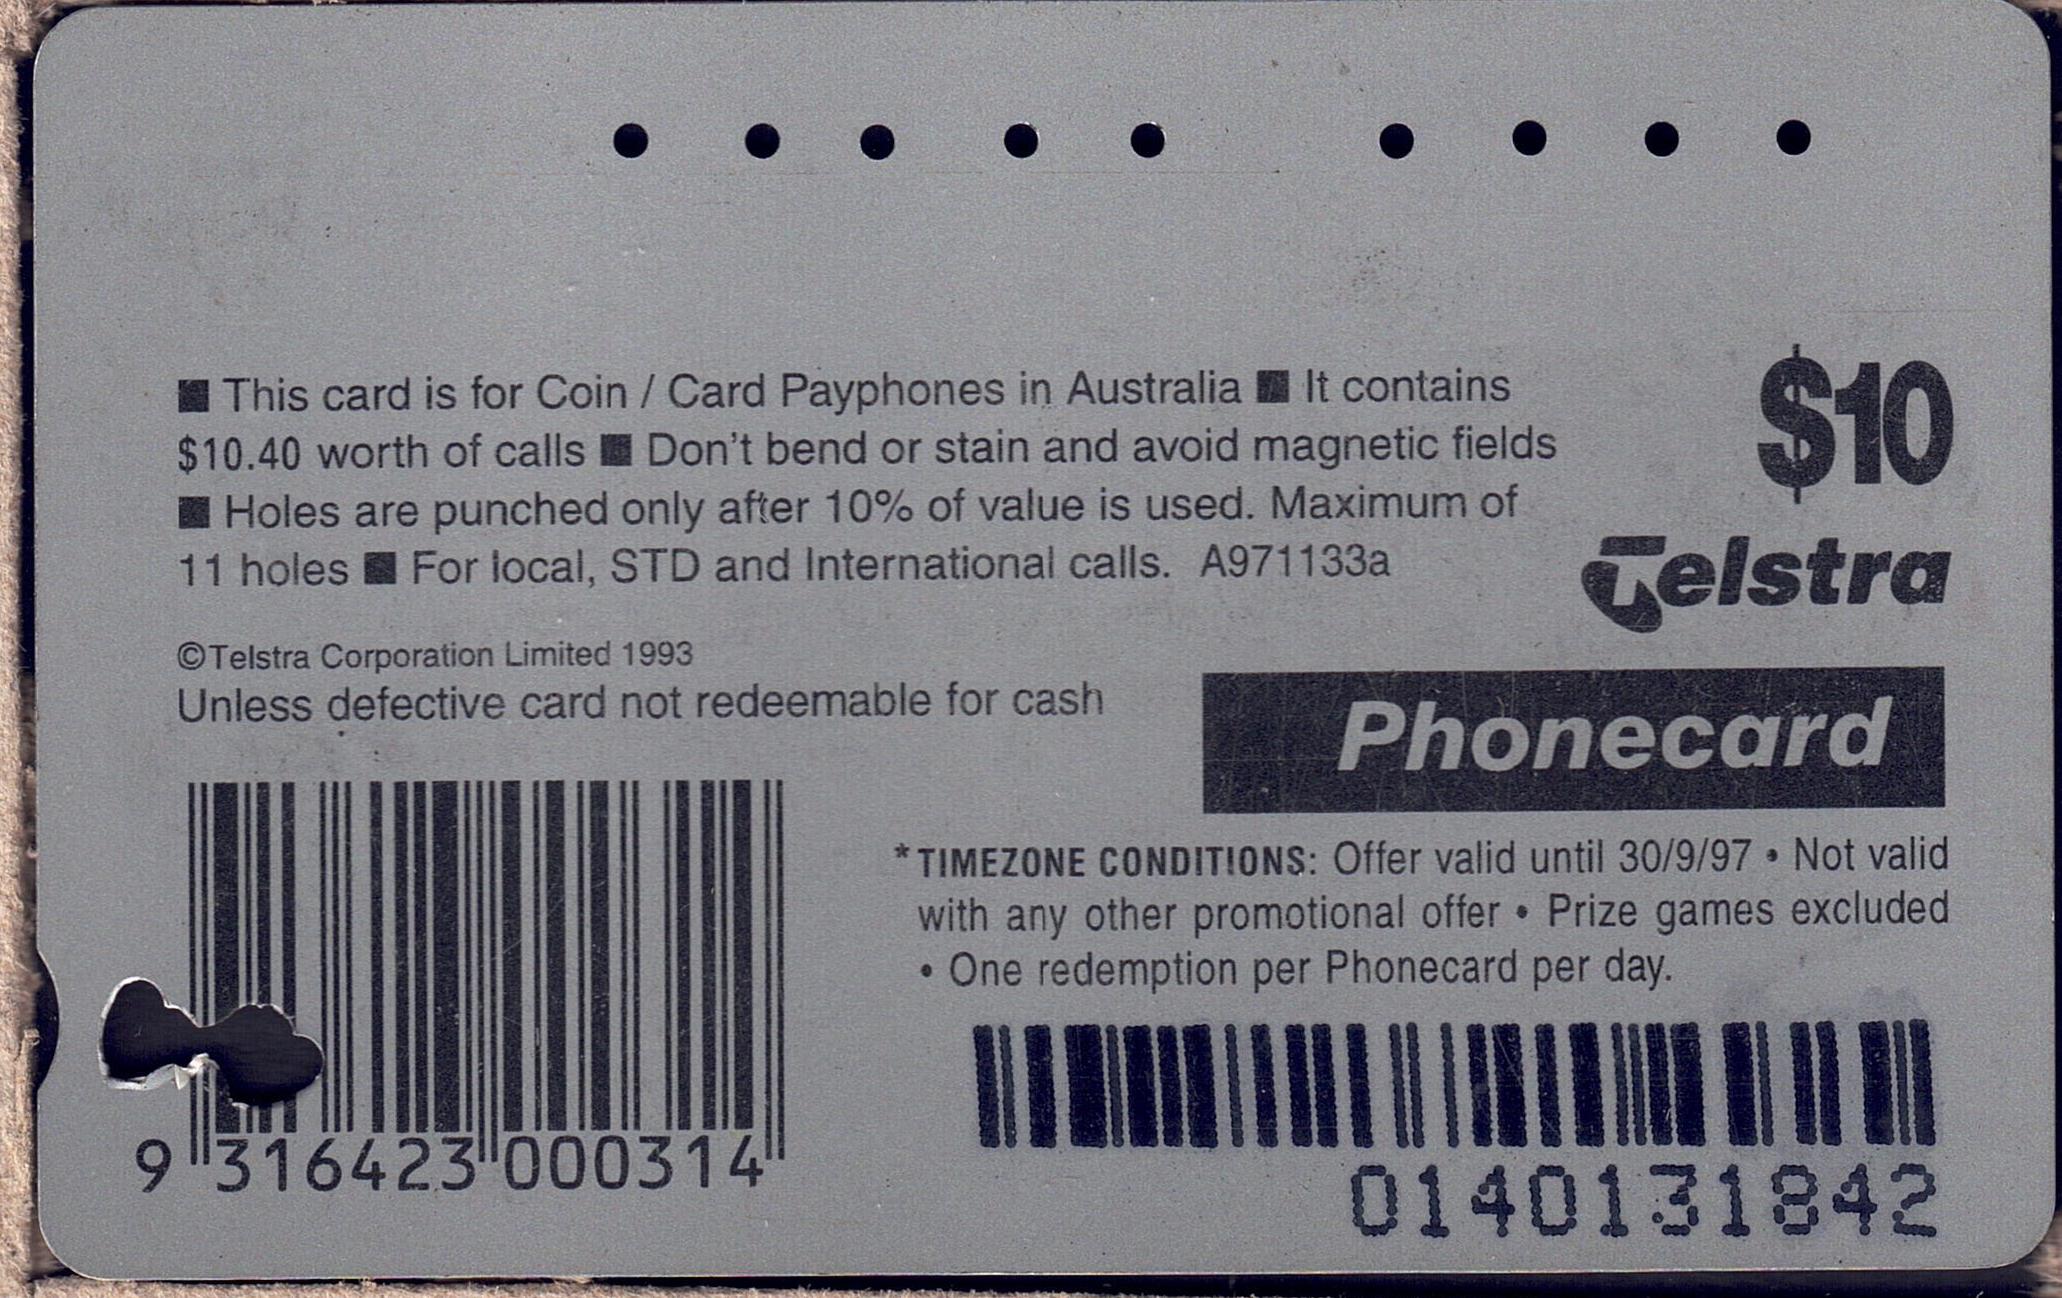 ■ This card is for Coin / Card Payphones in Australia ■ It contains
$10.40 worth of calls ■ Don't bend or stain and avoid magnetic fields
■ Holes are punched only after 10% of value is used. Maximum of
11 holes ■ For local, STD and International calls. A971133a
$10
Telstra
©Telstra Corporation Limited 1993
Unless defective card not redeemable for cash
Phonecard
*TIMEZONE CONDITIONS: Offer valid until 30/9/97 • Not valid
with any other promotional offer • Prize games excluded
• One redemption per Phonecard per day.
9 316423 000314
0140131842